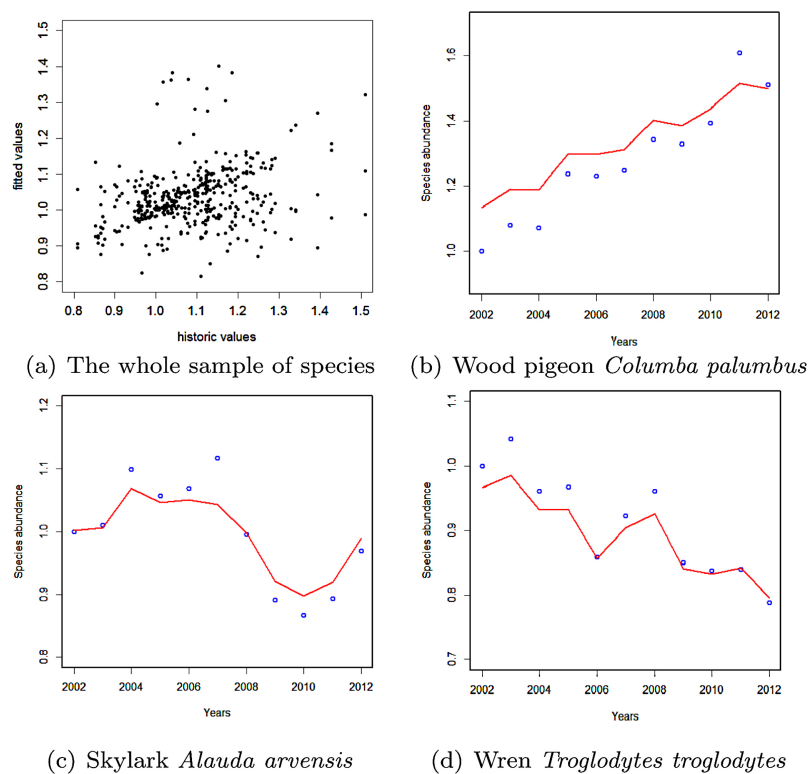 fitted values
1.5
1.4
1.3
1.2
1.1
1.0
0.9
0.8
0.8 0.9 1.0 1.1 1.2 1.3 1.4 1.5
historic values
(a) The whole sample of species
Species abundance
1.6
1.4
1.2
1.0
2002 2004 2006 2008 2010 2012
Years
(b) Wood pigeon Columba palumbus
Species abundance
1.2
1.1
1.0
0.9
0.8
2002 2004 2006 2008 2010 2012
Years
(c) Skylark Alauda arvensis
Species abundance
1.1
1.0
0.9
0.8
0.7
2002 2004 2006 2008 2010 2012
Years
(d) Wren Troglodytes troglodytes